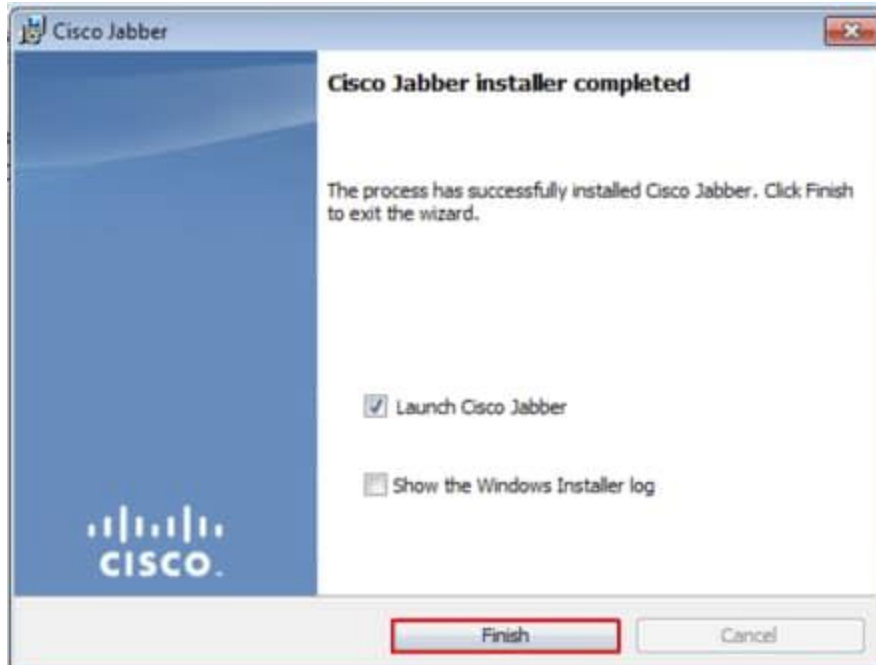 Cisco Jabber
Cisco Jabber installer completed
The process has successfully installed Cisco Jabber. Click Finish
to exit the wizard.
Launch Cisco Jabber
Show the Windows Installer log
CISCO.
Finish
Cancel